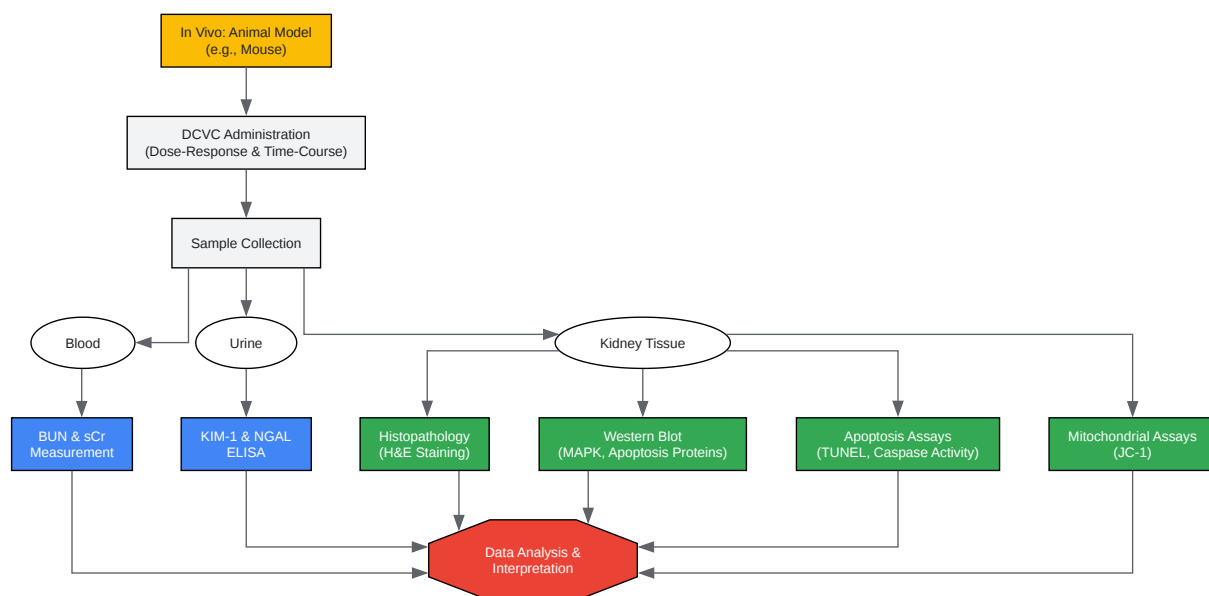 In Vivo: Animal Model
(e.g., Mouse)
DCVC Administration
(Dose-Response & Time-Course)
Sample Collection
Blood
Urine
Kidney Tissue
BUN & sCr
Measurement
KIM-1 & NGAL
ELISA
Histopathology
(H&E Staining)
Western Blot
(MAPK, Apoptosis Proteins)
Apoptosis Assays
(TUNEL, Caspase Activity)
Mitochondrial Assays
(JC-1)
Data Analysis &
Interpretation